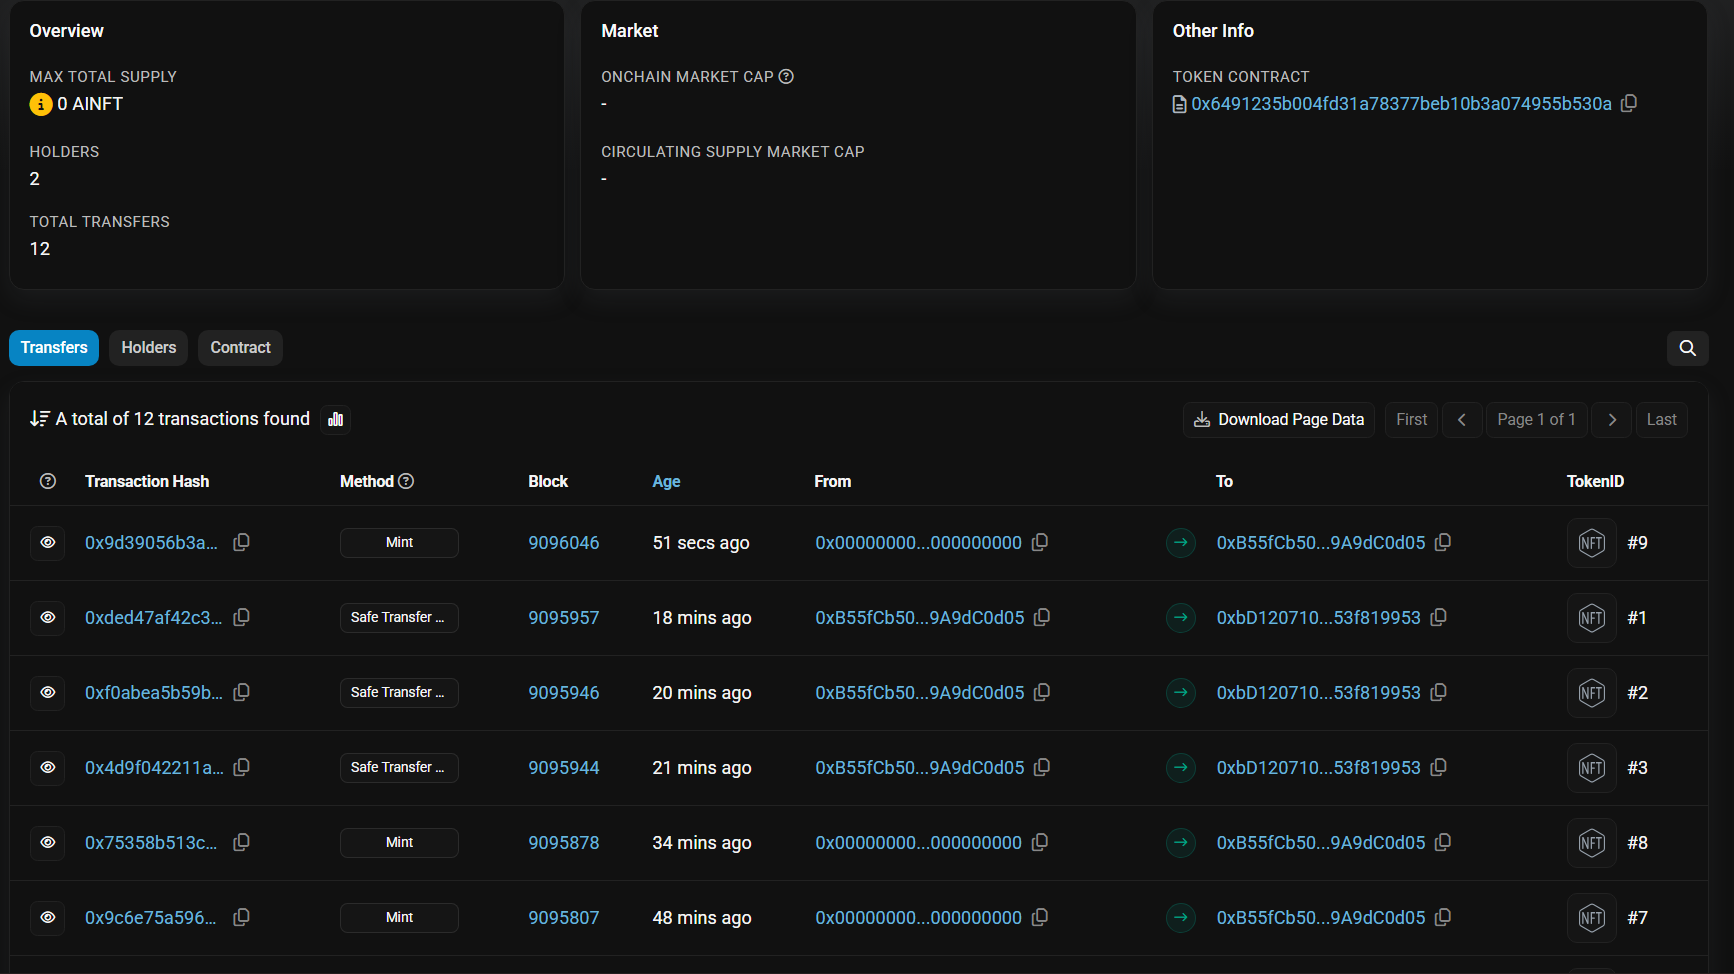 Overview
MAX TOTAL SUPPLY
0 AINFT
HOLDERS
2
TOTAL TRANSFERS
12
Market
ONCHAIN MARKET CAP
-
CIRCULATING SUPPLY MARKET CAP
-
Other Info
TOKEN CONTRACT
0x6491235b004fd31a78377beb10b3a074955b530a
Transfers Holders Contract
A total of 12 transactions found
Download Page Data First Page 1 of 1 Last
Transaction Hash Method Block Age From To TokenID
0x9d39056b3a... Mint 9096046 51 secs ago 0x00000000...000000000 0xB55fCb50...9A9dC0d05 NFT #9
0xded47af42c3... Safe Transfer ... 9095957 18 mins ago 0xB55fCb50...9A9dC0d05 0xbD120710...53f819953 NFT #1
0xf0abea5b59b... Safe Transfer ... 9095946 20 mins ago 0xB55fCb50...9A9dC0d05 0xbD120710...53f819953 NFT #2
0x4d9f042211a... Safe Transfer ... 9095944 21 mins ago 0xB55fCb50...9A9dC0d05 0xbD120710...53f819953 NFT #3
0x75358b513c... Mint 9095878 34 mins ago 0x00000000...000000000 0xB55fCb50...9A9dC0d05 NFT #8
0x9c6e75a596... Mint 9095807 48 mins ago 0x00000000...000000000 0xB55fCb50...9A9dC0d05 NFT #7